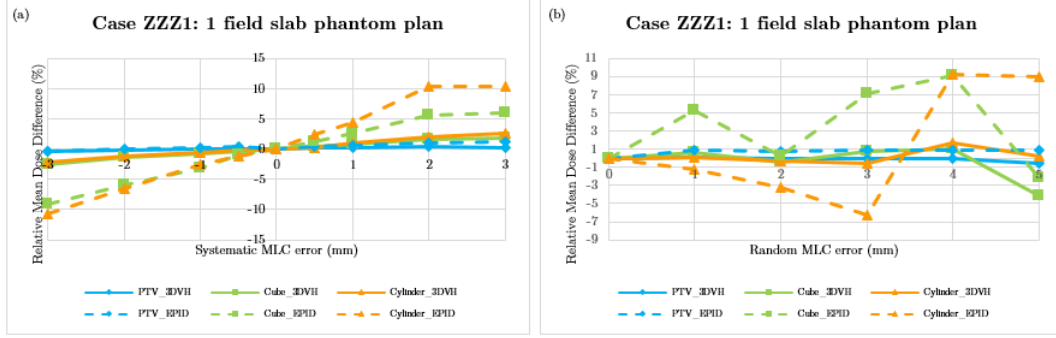 (a)
Case ZZZ1: 1 field slab phantom plan
Relative Mean Dose Difference (%)
15
10
5
0
-5
-10
-15
-3
-2
-1
0
1
2
3
Systematic MLC error (mm)
PTV_3DVH
Cube_3DVH
Cylinder_3DVH
PTV_EPID
Cube_EPID
Cylinder_EPID
(b)
Case ZZZ1: 1 field slab phantom plan
Relative Mean Dose Difference (%)
11
9
7
5
3
1
-1
-3
-5
-7
-9
0
1
2
3
4
5
Random MLC error (mm)
PTV_3DVH
Cube_3DVH
Cylinder_3DVH
PTV_EPID
Cube_EPID
Cylinder_EPID